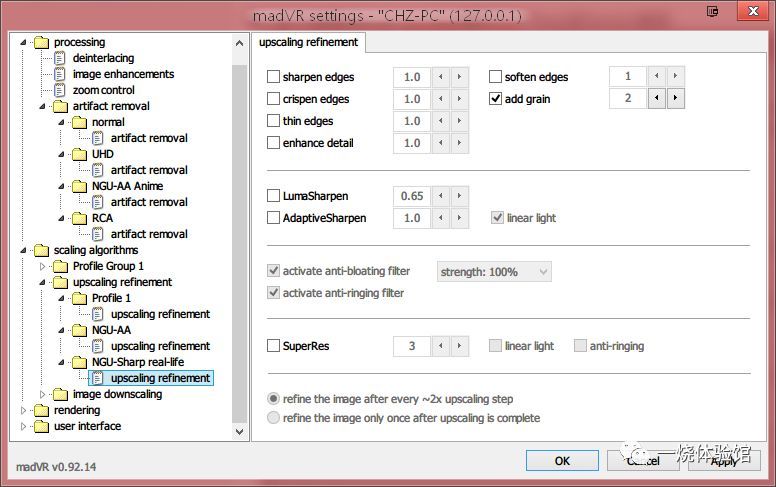 madVR settings - "CHZ-PC" (127.0.0.1)
processing
deinterlacing
image enhancements
zoom control
artifact removal
normal
artifact removal
UHD
artifact removal
NGU-AA Anime
artifact removal
RCA
artifact removal
scaling algorithms
Profile Group 1
upscaling refinement
Profile 1
upscaling refinement
NGU-AA
upscaling refinement
NGU-Sharp real-life
upscaling refinement
image downscaling
rendering
user interface
upscaling refinement
sharpen edges 1.0 soften edges 1
crispen edges 1.0 add grain 2
thin edges 1.0
enhance detail 1.0
LumaSharpen 0.65
AdaptiveSharpen 1.0 linear light
activate anti-bloating filter strength: 100%
activate anti-ringing filter
SuperRes 3 linear light anti-ringing
refine the image after every ~2x upscaling step
refine the image only once after upscaling is complete
madVR v0.92.14
OK Cancel Apply
一烧体验馆